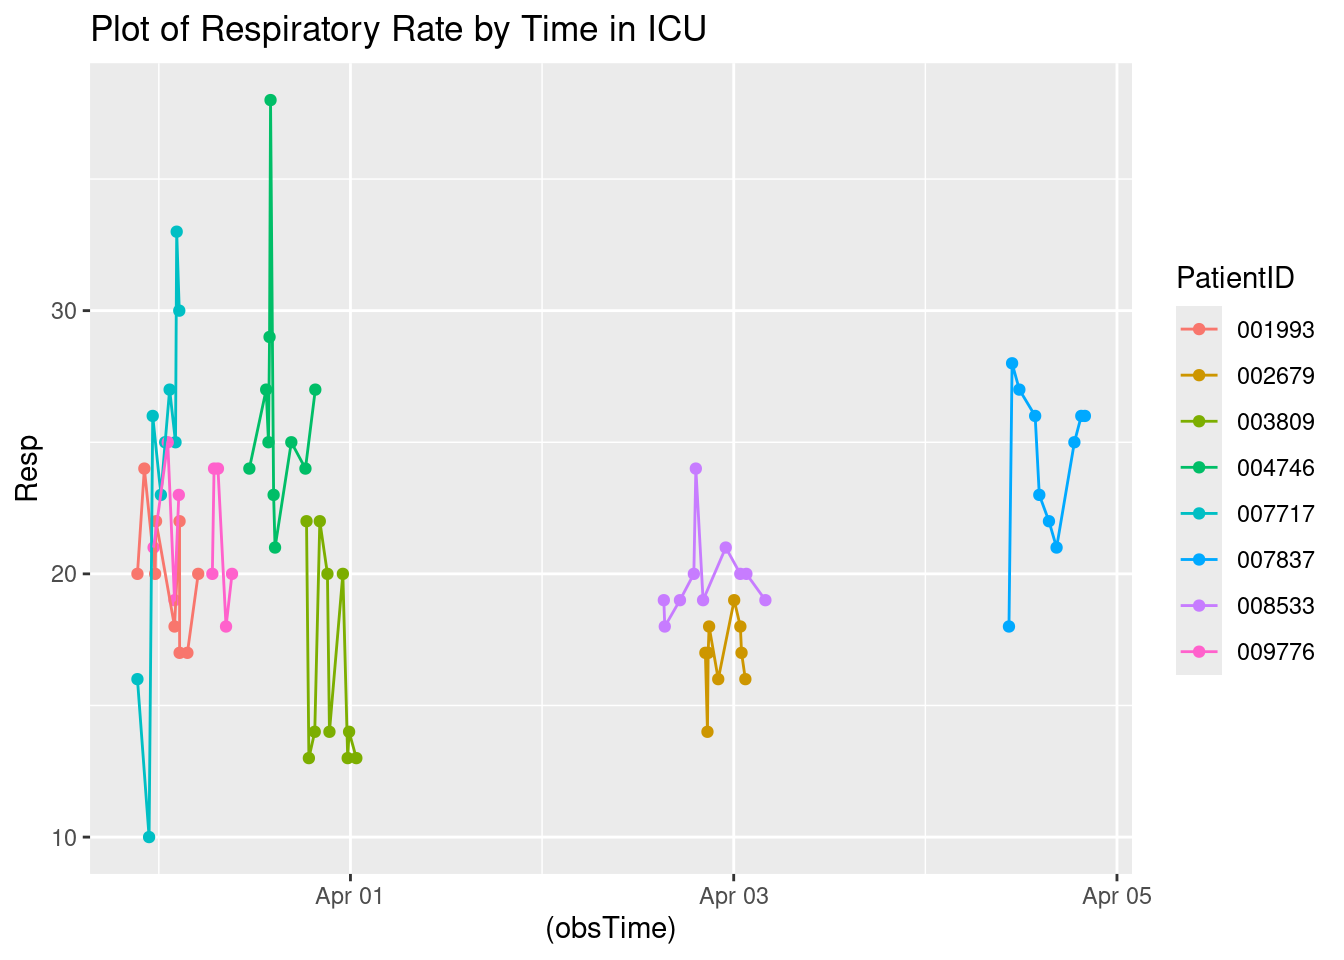 Plot of Respiratory Rate by Time in ICU
Resp
30
20
10
Apr 01
Apr 03
Apr 05
(obsTime)
PatientID
001993
002679
003809
004746
007717
007837
008533
009776